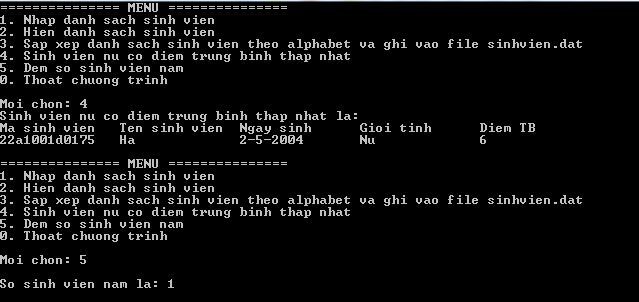 =============== MENU ===============
1. Nhap danh sach sinh vien
2. Hien danh sach sinh vien
3. Sap xep danh sach sinh vien theo alphabet va ghi vao file sinhvien.dat
4. Sinh vien nu co diem trung binh thap nhat
5. Dem so sinh vien nam
0. Thoat chuong trinh
Moi chon: 4
Sinh vien nu co diem trung binh thap nhat la:
Ma sinh vien Ten sinh vien Ngay sinh Gioi tinh Diem TB
22a1001d0175 Ha 2-5-2004 Nu 6
=============== MENU ===============
1. Nhap danh sach sinh vien
2. Hien danh sach sinh vien
3. Sap xep danh sach sinh vien theo alphabet va ghi vao file sinhvien.dat
4. Sinh vien nu co diem trung binh thap nhat
5. Dem so sinh vien nam
0. Thoat chuong trinh
Moi chon: 5
So sinh vien nam la: 1